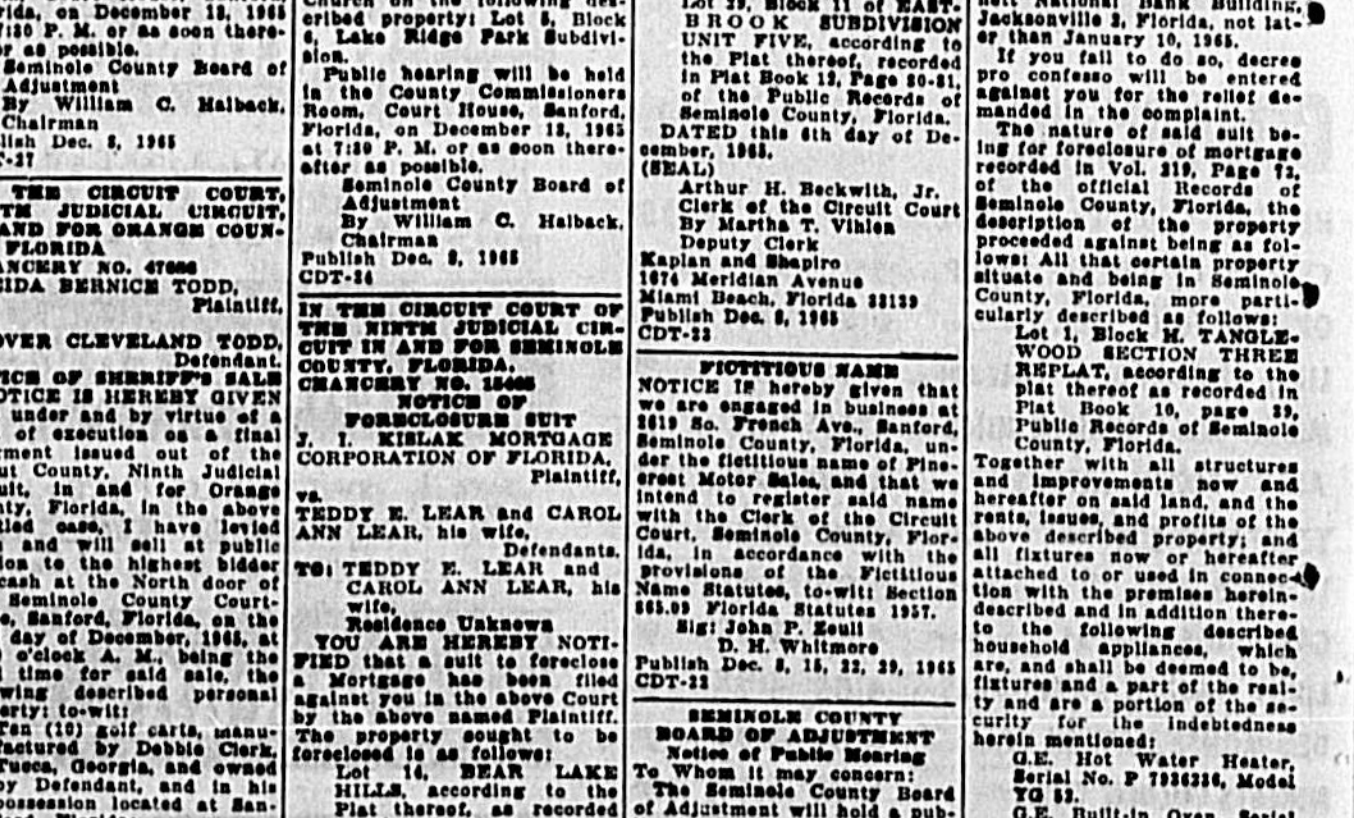 rida, on December 13, 1965
7:30 P. M. or as soon there-
or as possible.
Seminole County Board of
Adjustment
By William C. Halback,
Chairman
lish Dec. 8, 1965
T-27
THE CIRCUIT COURT,
TH JUDICIAL CIRCUIT,
AND FOR ORANGE COUN-
FLORIDA
ANCERY NO.
IDA BERNICE TODD,
Plaintiff,
OVER CLEVELAND TODD,
Defendant.
ICE OF SHERIFF'S SALE
OTICE IS HEREBY GIVEN
under and by virtue of a
of execution on a final
rment issued out of the
ut County, Ninth Judicial
uit, in and for Orange
nty, Florida, in the above
tled case, I have levied
and will sell at public
ion to the highest bidder
cash at the North door of
Seminole County Court-
e, Sanford, Florida, on the
day of December, 1965, at
o'clock A. M., being the
time for said sale, the
wing described personal
erty; to-wit:
Ten (10) golf carts, manu-
factured by Debbie Clerk,
Tueca, Georgia, and owned
by Defendant, and in his
possession located at San-
Church on the following des-
cribed property: Lot 5, Block
6, Lake Ridge Park Subdivi-
sion.
Public hearing will be held
in the County Commissioners
Room, Court House, Sanford,
Florida, on December 13, 1965
at 7:30 P. M. or as soon there-
after as possible.
Seminole County Board of
Adjustment
By William C. Halback,
Chairman
Publish Dec. 8, 1965
CDT-24
IN THE CIRCUIT COURT OF
THE NINTH JUDICIAL CIR-
CUIT IN AND FOR SEMINOLE
COUNTY, FLORIDA.
CHANCERY NO.
NOTICE OF
FORECLOSURE SUIT
J. I. KISLAK MORTGAGE
CORPORATION OF FLORIDA,
Plaintiff,
vs.
TEDDY E. LEAR and CAROL
ANN LEAR, his wife,
Defendants.
TO: TEDDY E. LEAR and
CAROL ANN LEAR, his
wife,
Residence Unknown
YOU ARE HEREBY NOTI-
FIED that a suit to foreclose
a Mortgage has been filed
against you in the above Court
by the above named Plaintiff.
The property sought to be
foreclosed is as follows:
Lot 14, BEAR LAKE
HILLS, according to the
Plat thereof, as recorded
Lot 29, Block 11 of EAST-
BROOK SUBDIVISION
UNIT FIVE, according to
the Plat thereof, recorded
in Plat Book 12, Page 80-81,
of the Public Records of
Seminole County, Florida.
DATED this 6th day of De-
cember, 1965.
(SEAL)
Arthur H. Beckwith, Jr.
Clerk of the Circuit Court
By Martha T. Vihlen
Deputy Clerk
Kaplan and Shapiro
1674 Meridian Avenue
Miami Beach, Florida 33139
Publish Dec. 8, 1965
CDT-23
FICTITIOUS NAME
NOTICE IS hereby given that
we are engaged in business at
2619 So. French Ave., Sanford,
Seminole County, Florida, un-
der the fictitious name of Pine-
crest Motor Sales, and that we
intend to register said name
with the Clerk of the Circuit
Court, Seminole County, Flor-
ida, in accordance with the
provisions of the Fictitious
Name Statutes, to-wit: Section
865.09 Florida Statutes 1957.
Sig: John P. Zeuli
D. H. Whitmore
Publish Dec. 8, 15, 22, 29, 1965
CDT-22
SEMINOLE COUNTY
BOARD OF ADJUSTMENT
Notice of Public Hearing
To Whom it may concern:
The Seminole County Board
of Adjustment will hold a pub-
nett National Bank Building,
Jacksonville 2, Florida, not lat-
er than January 10, 1965.
If you fail to do so, decree
pro confesso will be entered
against you for the relief de-
manded in the complaint.
The nature of said suit be-
ing for foreclosure of mortgage
recorded in Vol. 219, Page 72,
of the official Records of
Seminole County, Florida, the
description of the property
proceeded against being as fol-
lows: All that certain property
situate and being in Seminole
County, Florida, more parti-
cularly described as follows:
Lot 1, Block H, TANGLE-
WOOD SECTION THREE
REPLAT, according to the
plat thereof as recorded in
Plat Book 10, page 39,
Public Records of Seminole
County, Florida.
Together with all structures
and improvements now and
hereafter on said land, and the
rents, issues, and profits of the
above described property; and
all fixtures now or hereafter
attached to or used in connec-
tion with the premises herein-
described and in addition there-
to the following described
household appliances, which
are, and shall be deemed to be,
fixtures and a part of the real-
ty and are a portion of the se-
curity for the indebtedness
herein mentioned:
G.E. Hot Water Heater,
Serial No. P 7936236, Model
YG 52.
G.E. Built-in Oven, Serial